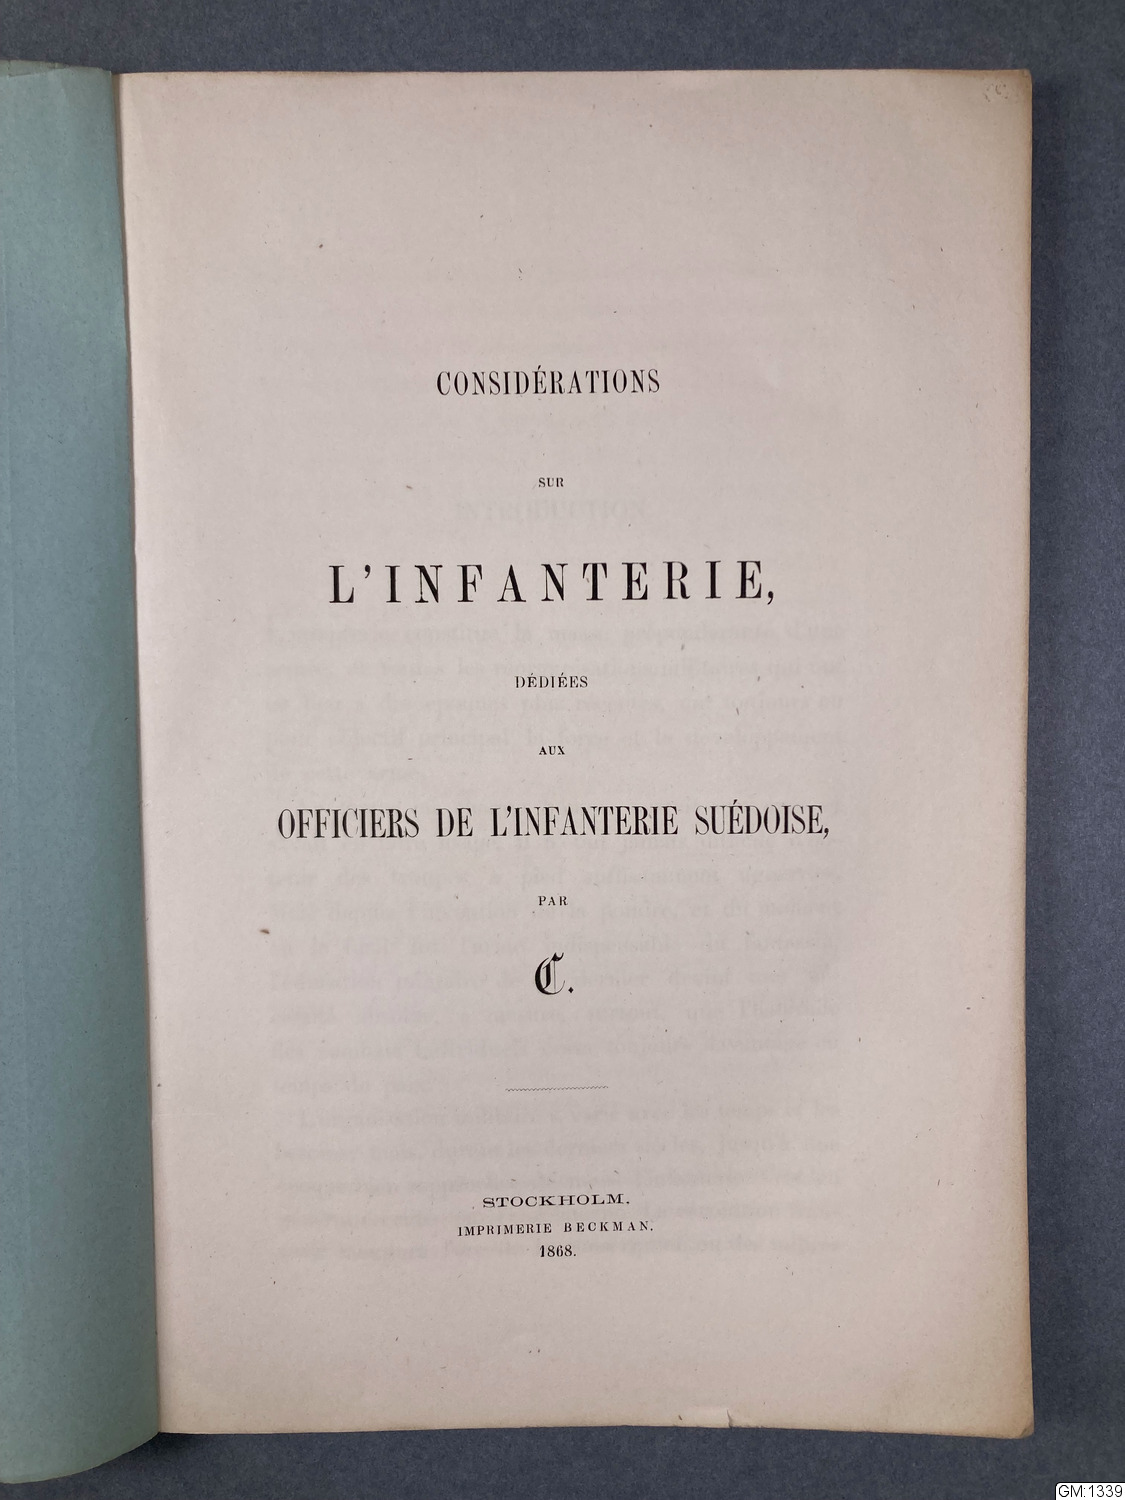 CONSIDÉRATIONS
SUR
L'INFANTERIE,
DÉDIÉES
AUX
OFFICIERS DE L'INFANTERIE SUÉDOISE,
PAR
C.
STOCKHOLM.
IMPRIMERIE BECKMAN.
1868.
GM:1339